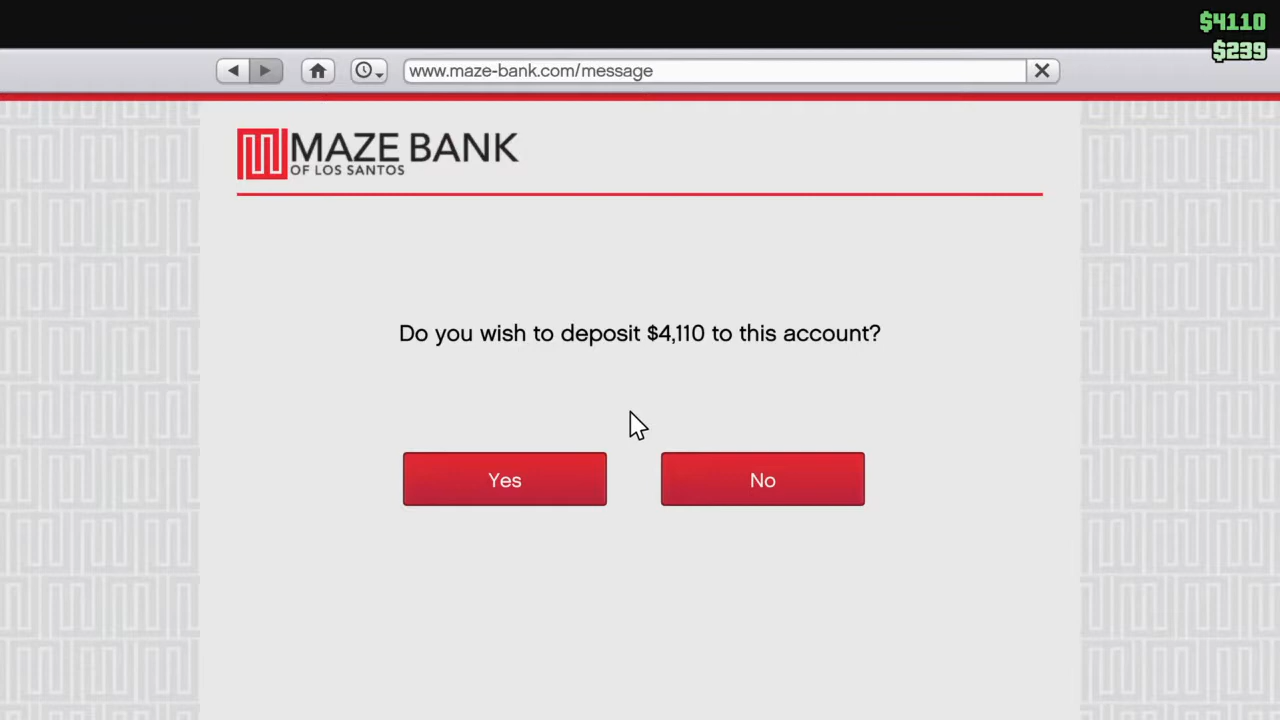 $4110
$239
www.maze-bank.com/message
MAZE BANK
OF LOS SANTOS
Do you wish to deposit $4,110 to this account?
Yes
No